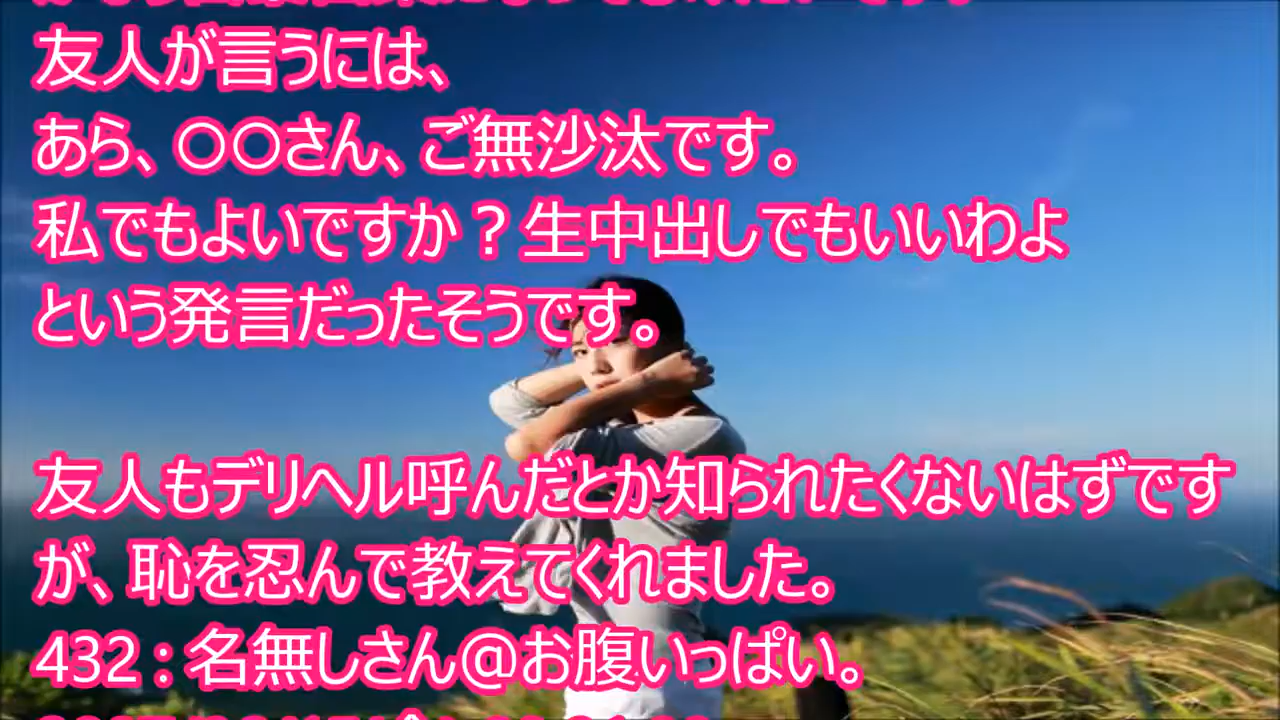 友人が言うには、
あら、〇〇さん、ご無沙汰です。
私でもよいですか？生中出しでもいいわよ
という発言だったそうです。
友人もデリヘル呼んだとか知られたくないはずです
が、恥を忍んで教えてくれました。
432：名無しさん＠お腹いっぱい。